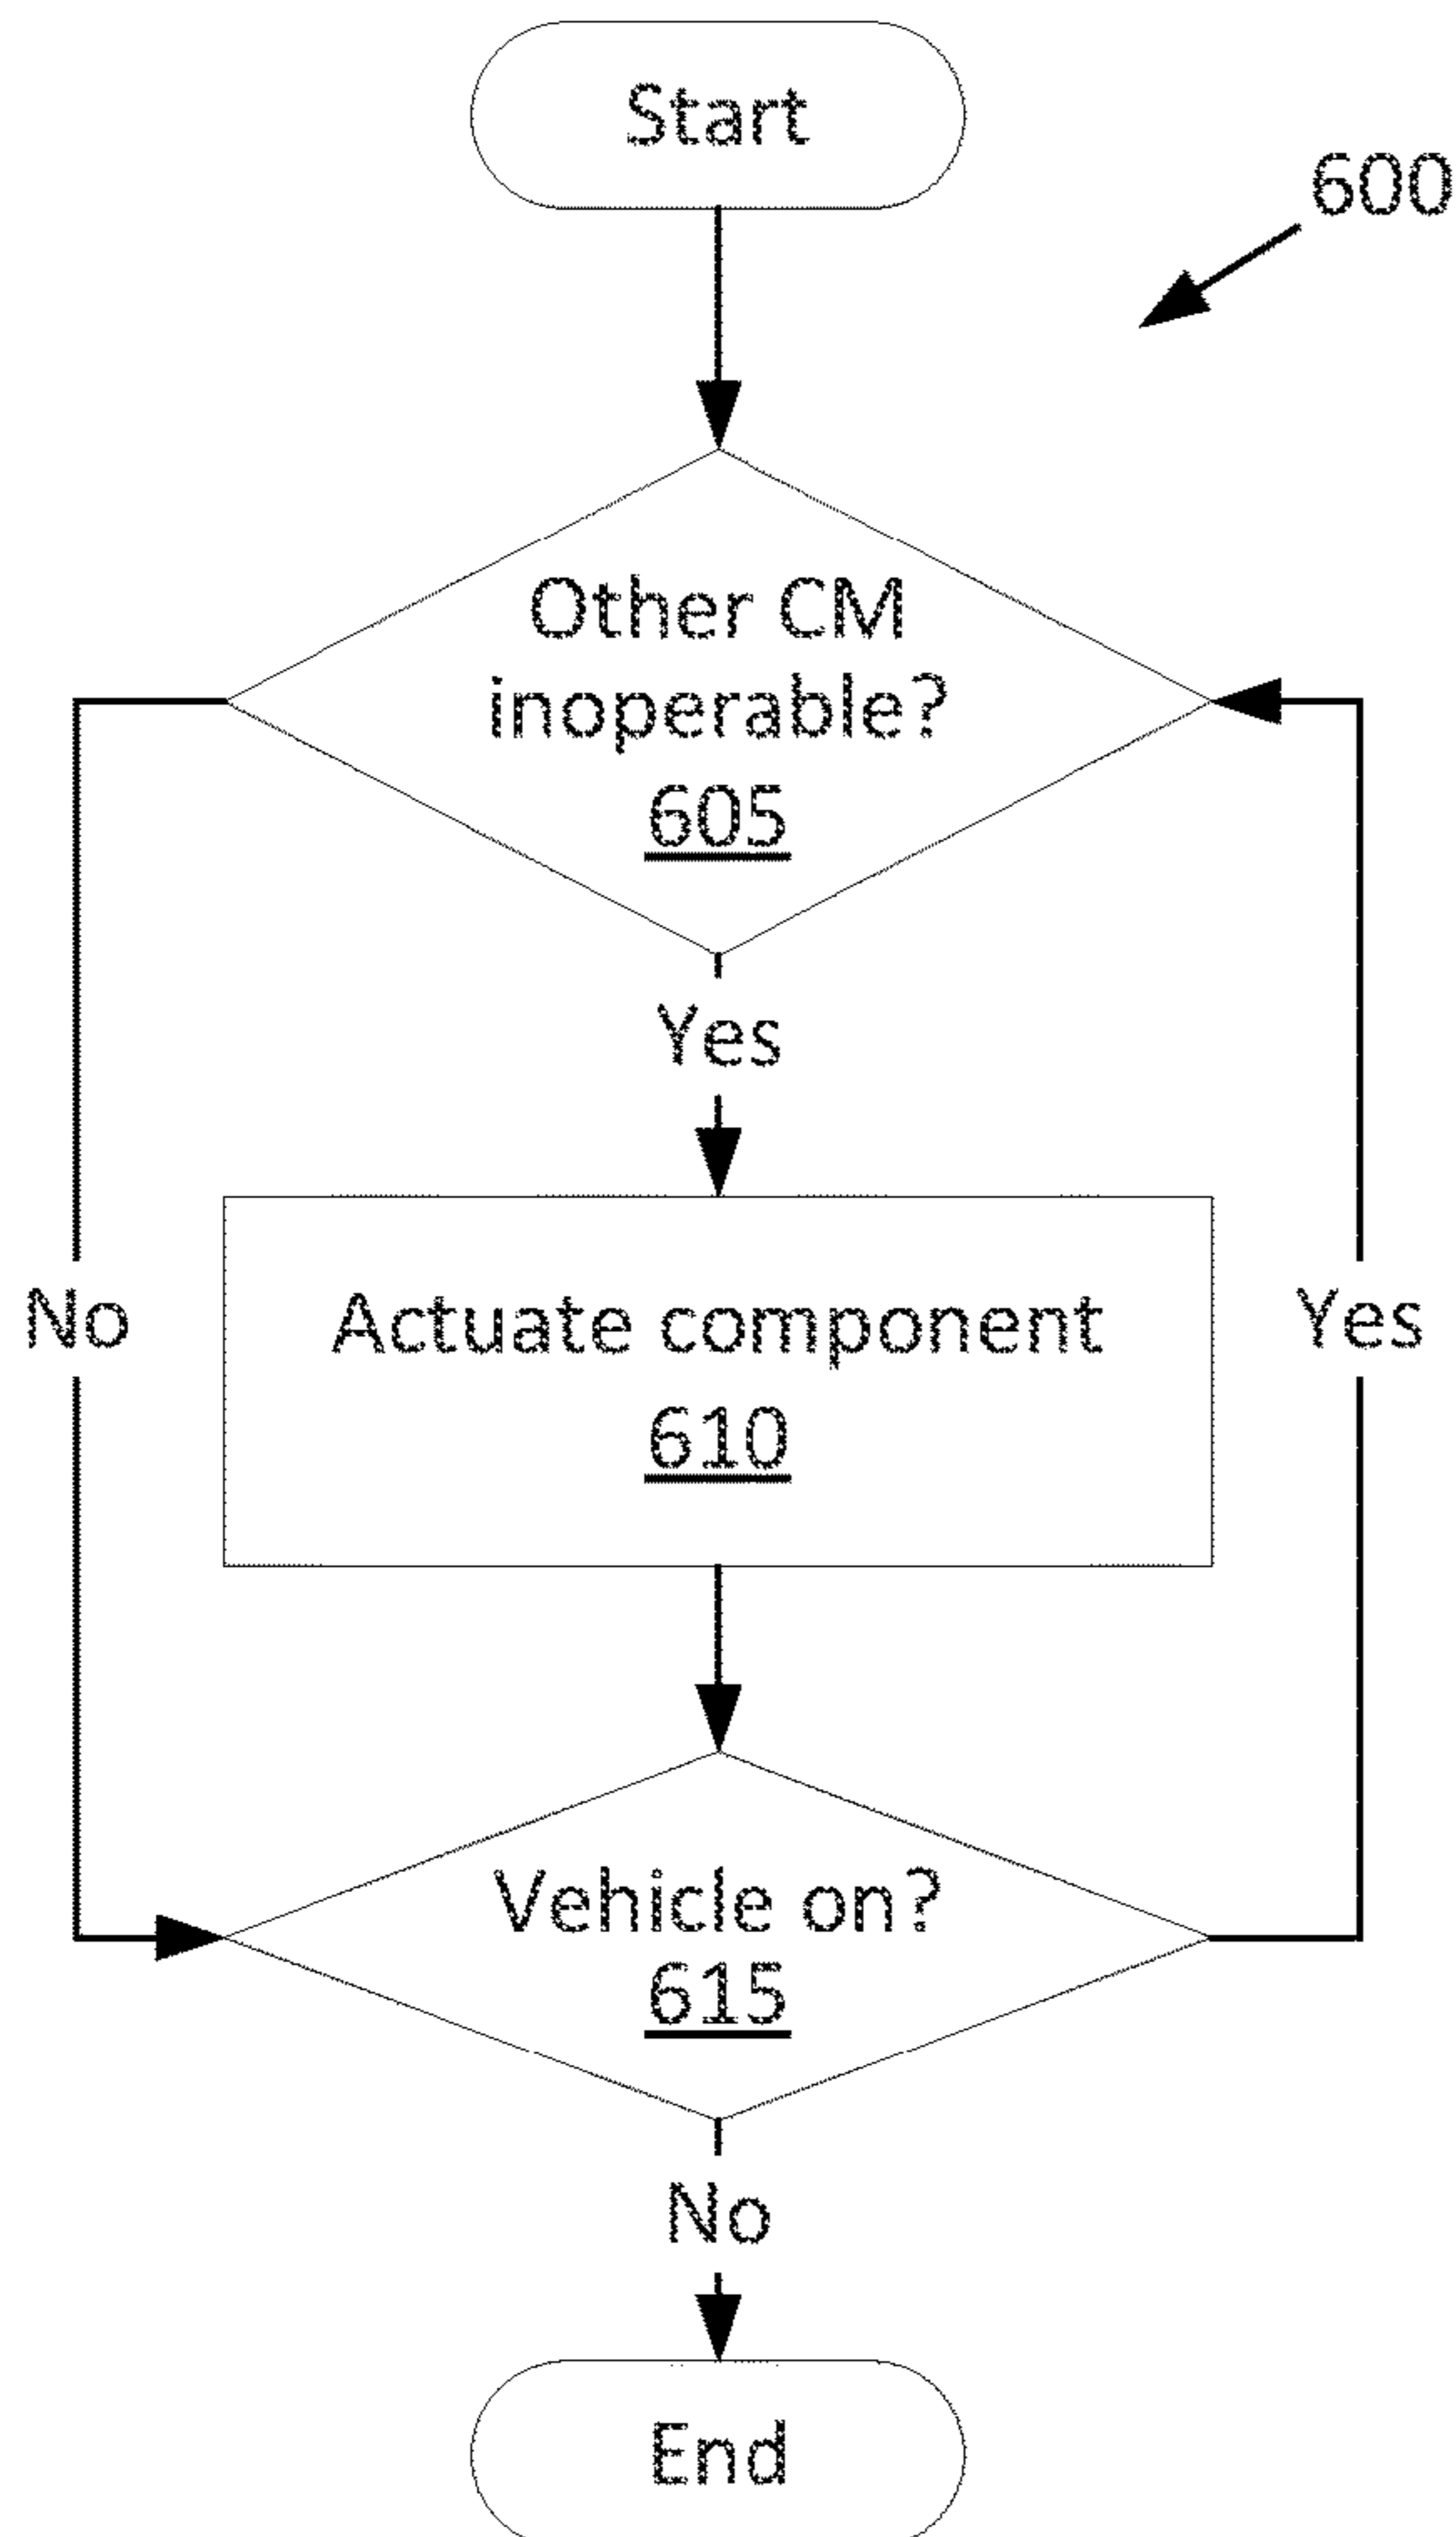 Start
600
Other CM
inoperable?
605
Yes
Actuate component
610
No
Yes
Vehicle on?
615
No
End